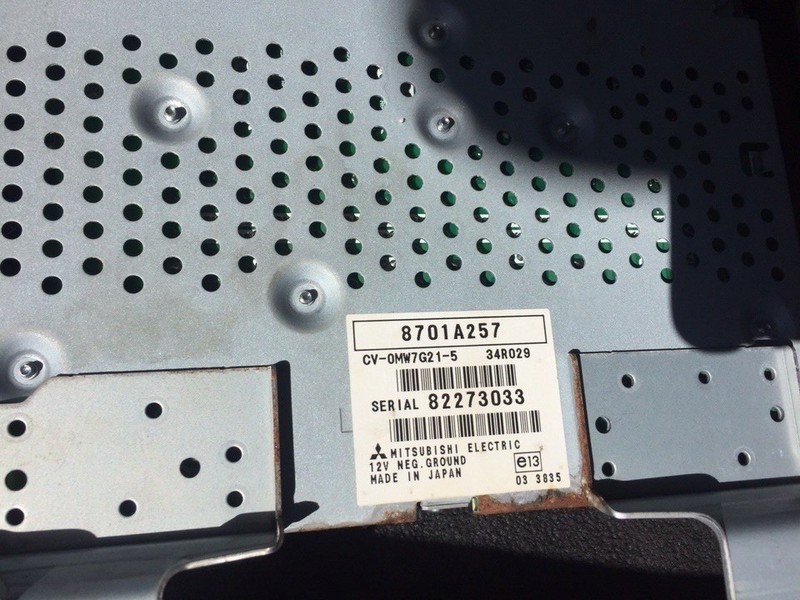 8701A257
CV-0MW7G21-5 34R029
SERIAL 82273033
MITSUBISHI ELECTRIC
12V NEG.GROUND e13
MADE IN JAPAN 03 3835